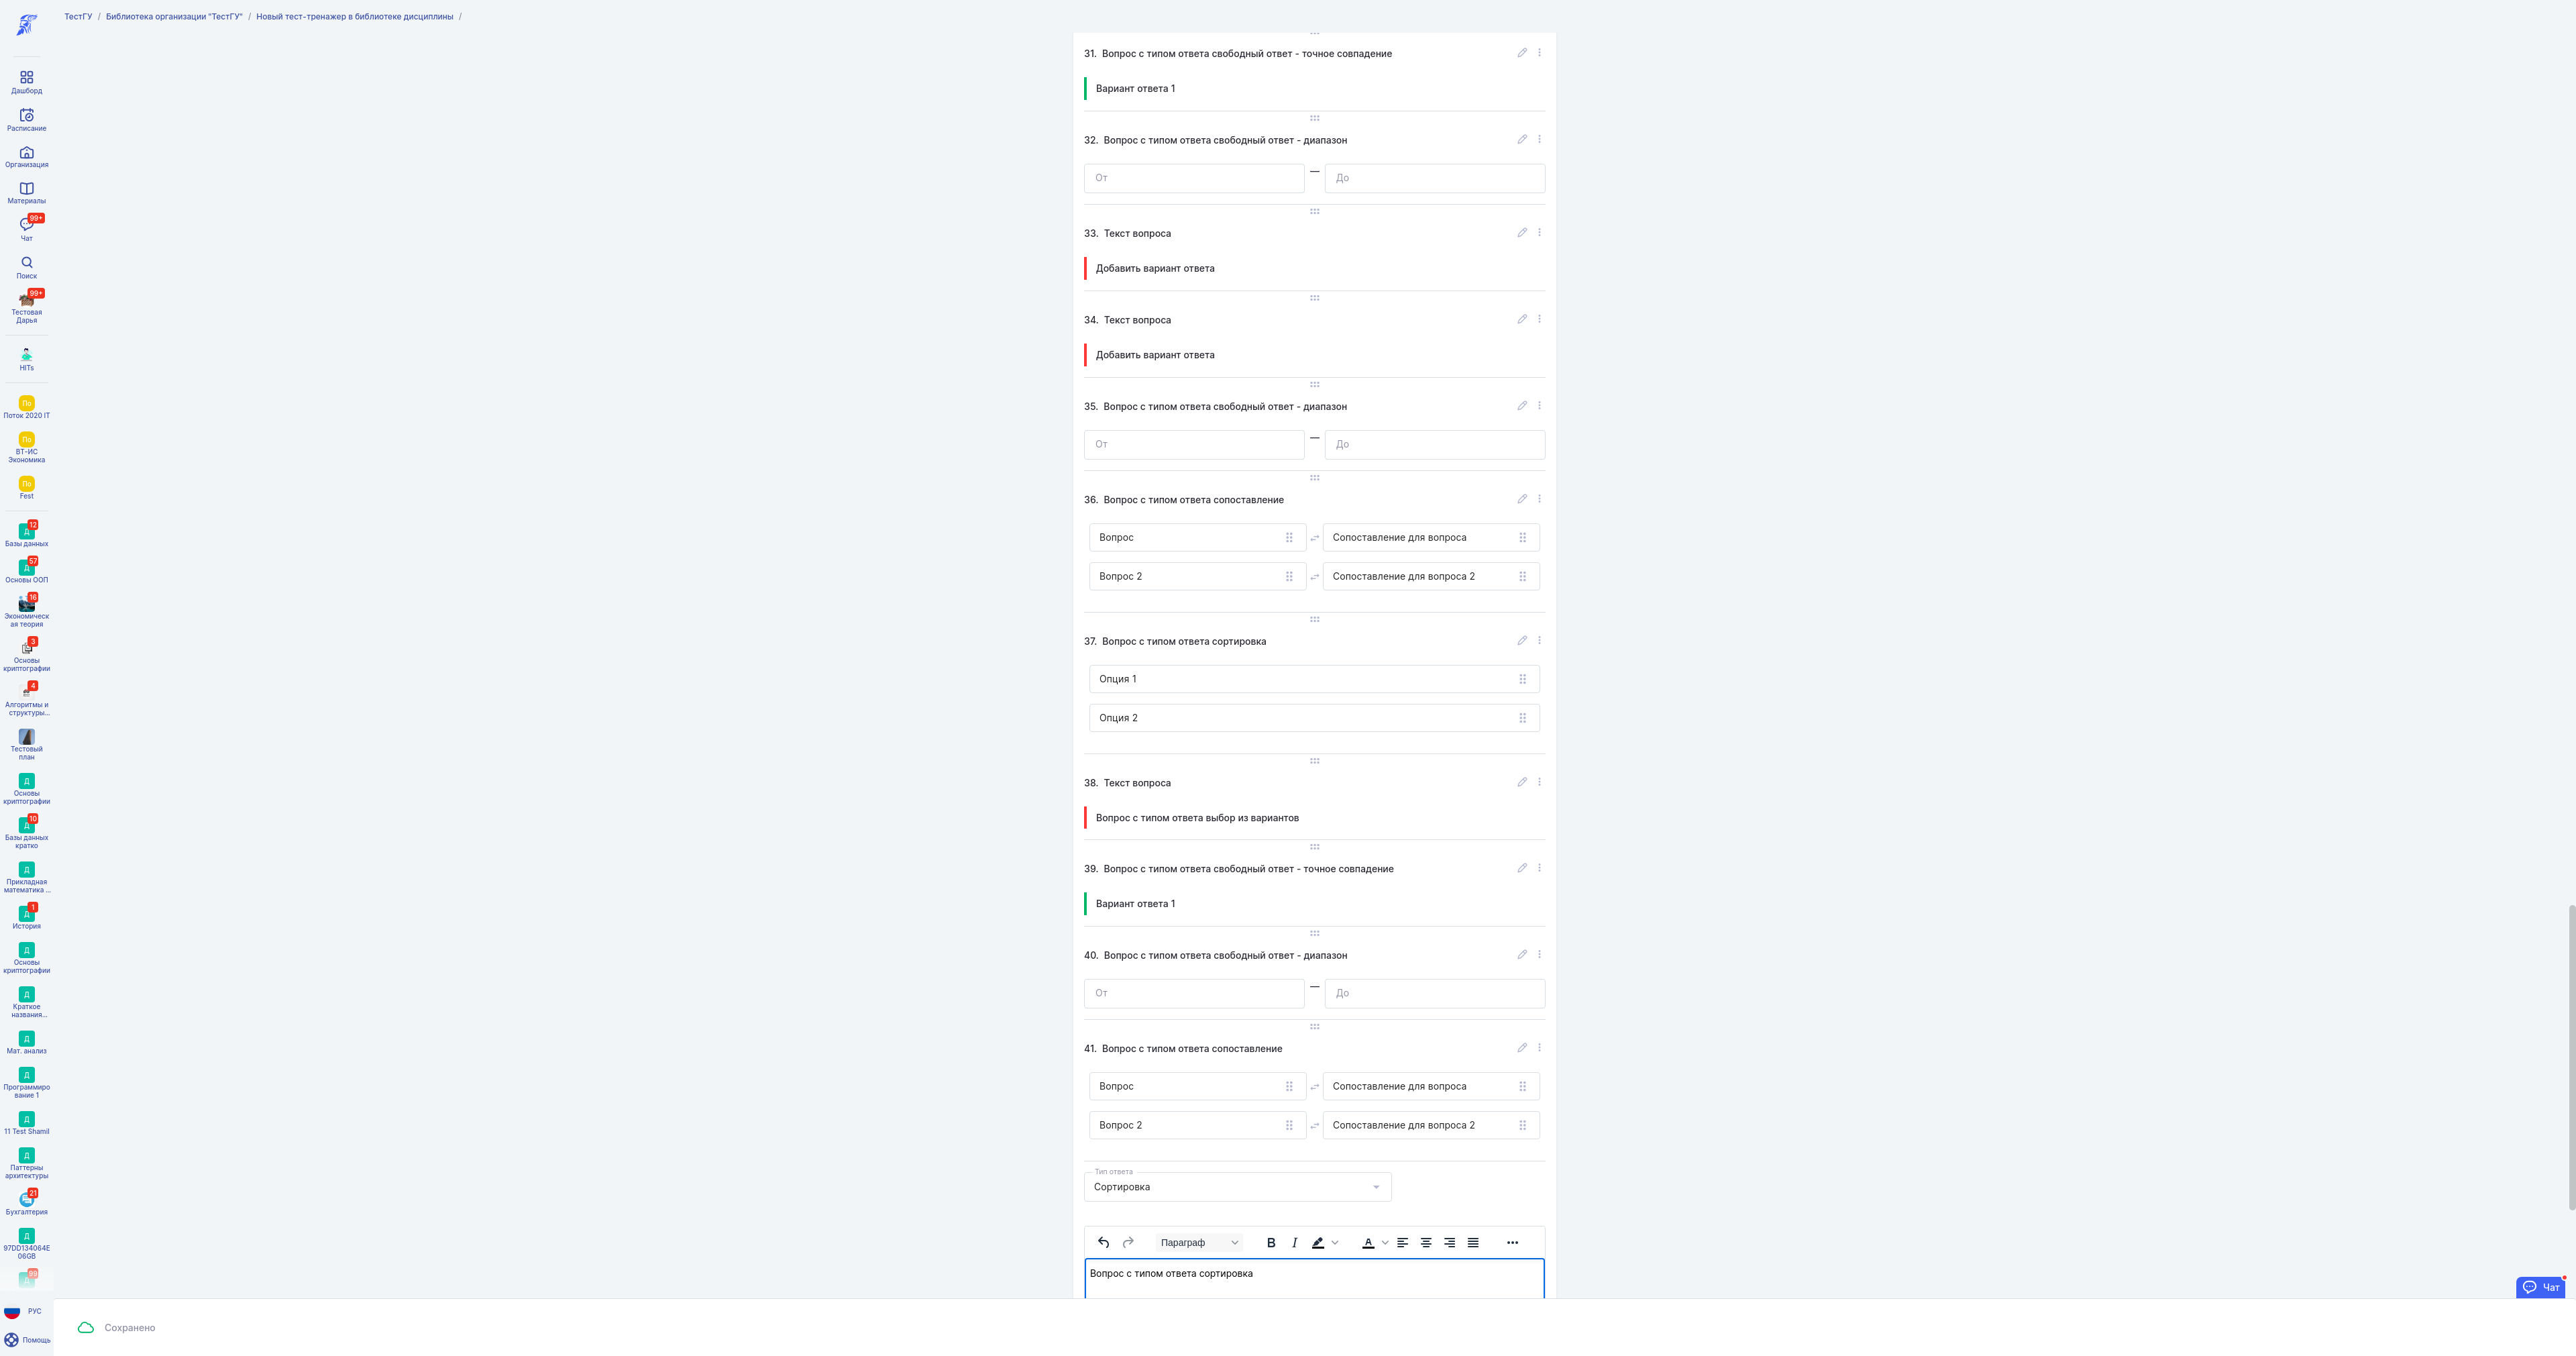 ТестГУ / Библиотека организации "ТестГУ" / Новый тест-тренажер в библиотеке дисциплины /
Дашборд
Расписание
Организация
Материалы
99+
Чат
Поиск
99+
Тестовая
Дарья
HITs
По
Поток 2020 IT
По
ВТ-ИС
Экономика
По
Fest
12
Д
Базы данных
57
Д
Основы ООП
16
Экономическ
ая теория
3
Основы
криптографии
4
Алгоритмы и
структуры...
Тестовый
план
Д
Основы
криптографии
10
Д
Базы данных
кратко
Д
Прикладная
математика ...
1
Д
История
Д
Основы
криптографии
Д
Краткое
названия...
Д
Мат. анализ
Д
Программиро
вание 1
Д
11 Test Shamil
Д
Паттерны
архитектуры
21
Бухгалтерия
Д
97DD134064E
06GB
99
Д
РУС
Помощь
31. Вопрос с типом ответа свободный ответ - точное совпадение
Вариант ответа 1
32. Вопрос с типом ответа свободный ответ - диапазон
От — До
33. Текст вопроса
Добавить вариант ответа
34. Текст вопроса
Добавить вариант ответа
35. Вопрос с типом ответа свободный ответ - диапазон
От — До
36. Вопрос с типом ответа сопоставление
Вопрос Сопоставление для вопроса
Вопрос 2 Сопоставление для вопроса 2
37. Вопрос с типом ответа сортировка
Опция 1
Опция 2
38. Текст вопроса
Вопрос с типом ответа выбор из вариантов
39. Вопрос с типом ответа свободный ответ - точное совпадение
Вариант ответа 1
40. Вопрос с типом ответа свободный ответ - диапазон
От — До
41. Вопрос с типом ответа сопоставление
Вопрос Сопоставление для вопроса
Вопрос 2 Сопоставление для вопроса 2
Тип ответа
Сортировка
Параграф B I A
Вопрос с типом ответа сортировка
Чат
Сохранено